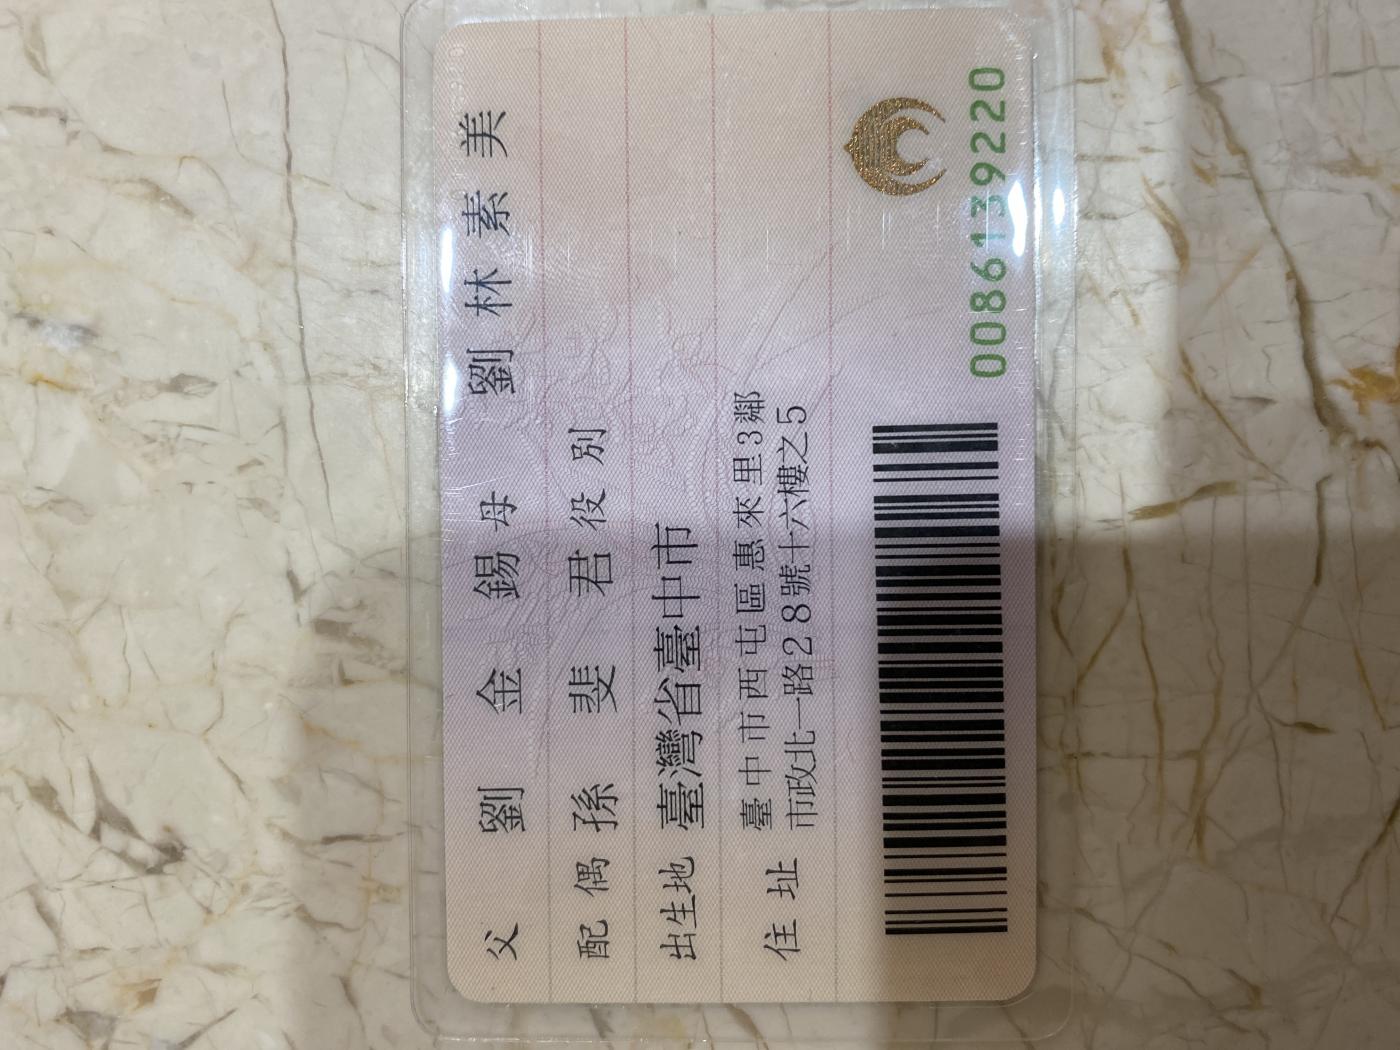 父 劉金錫 母 劉林素美
配偶 孫斐君 役別
出生地 臺灣省臺中市
住址 臺中市西屯區惠來里3鄰
市政北一路28號十六樓之5
0086139220